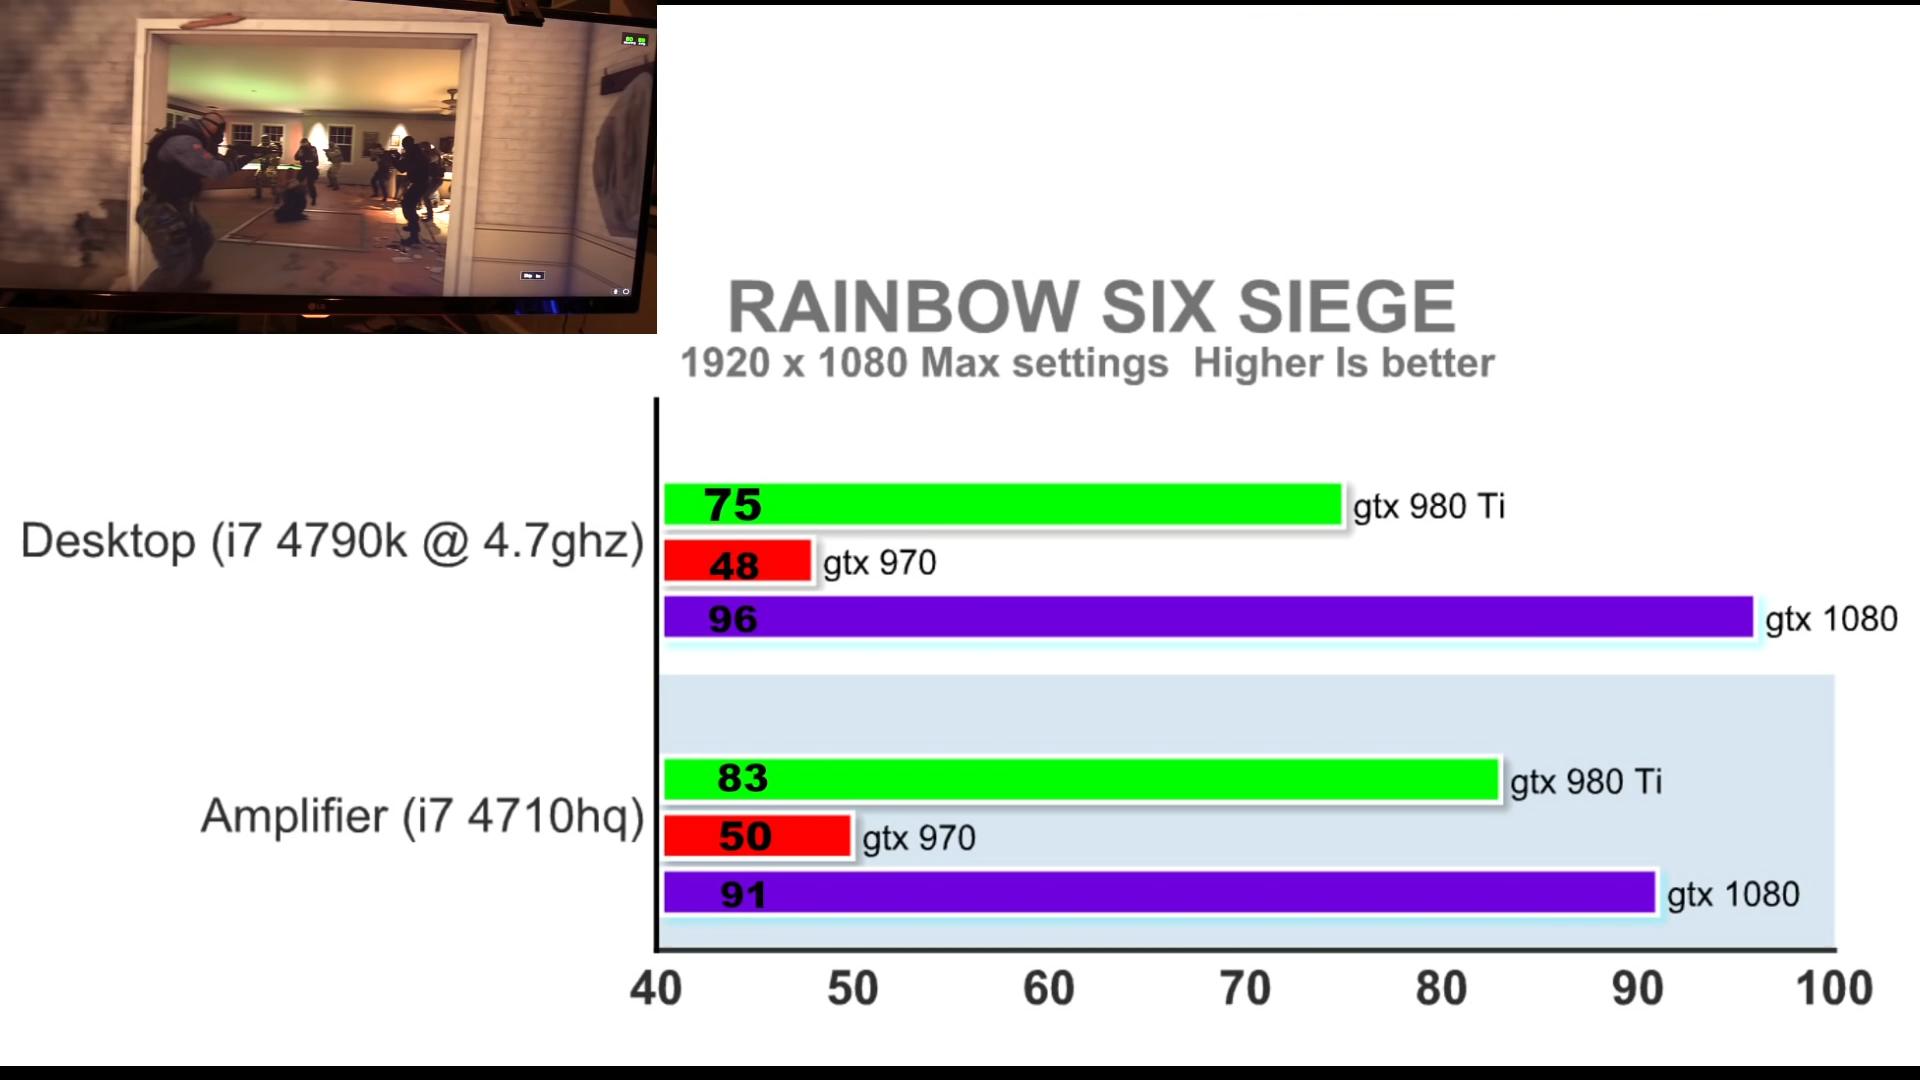 RAINBOW SIX SIEGE
1920 x 1080 Max settings Higher Is better
Desktop (i7 4790k @ 4.7ghz)
75 gtx 980 Ti
48 gtx 970
96 gtx 1080
Amplifier (i7 4710hq)
83 gtx 980 Ti
50 gtx 970
91 gtx 1080
40 50 60 70 80 90 100
LG